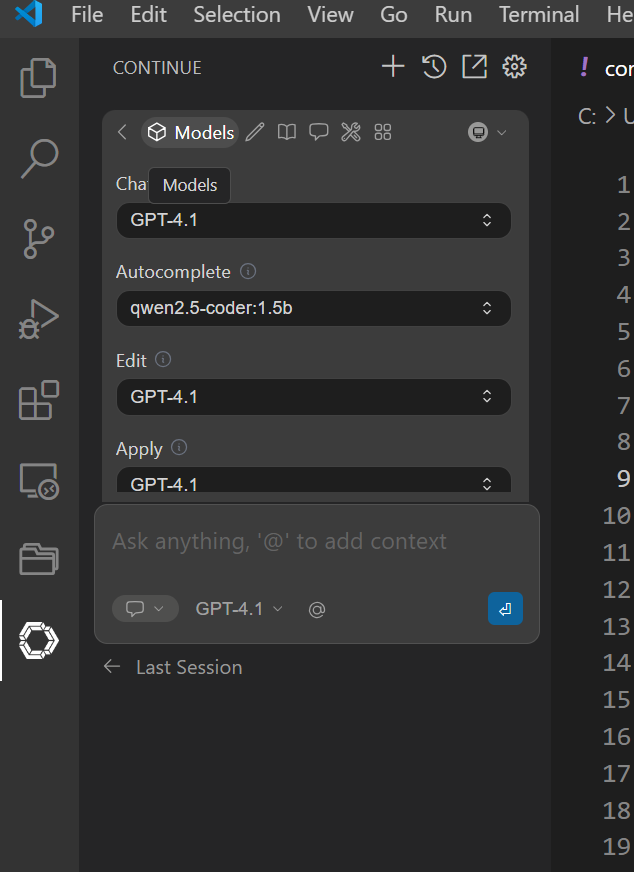 File Edit Selection View Go Run Terminal He
CONTINUE
! con
Models
C: > U
Cha
Models
GPT-4.1
Autocomplete
qwen2.5-coder:1.5b
Edit
GPT-4.1
Apply
GPT-4.1
Ask anything, '@' to add context
GPT-4.1 @
Last Session
1
2
3
4
5
6
7
8
9
10
11
12
13
14
15
16
17
18
19